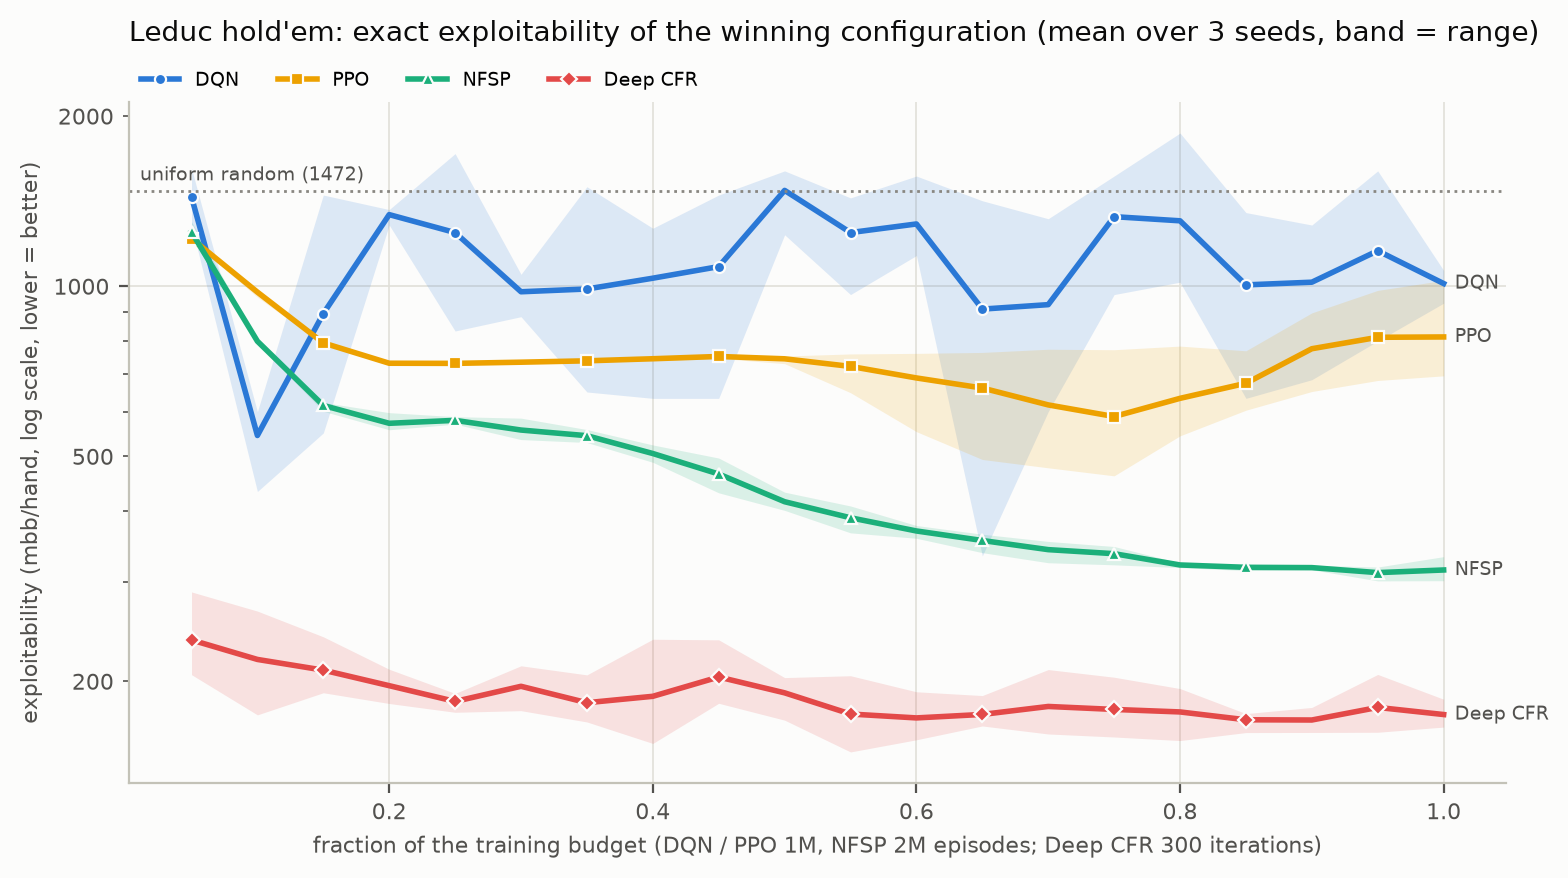 Leduc hold'em: exact exploitability of the winning configuration (mean over 3 seeds, band = range)
DQN
PPO
NFSP
Deep CFR
2000
1000
500
200
exploitability (mbb/hand, log scale, lower = better)
uniform random (1472)
DQN
PPO
NFSP
Deep CFR
0.2
0.4
0.6
0.8
1.0
fraction of the training budget (DQN / PPO 1M, NFSP 2M episodes; Deep CFR 300 iterations)